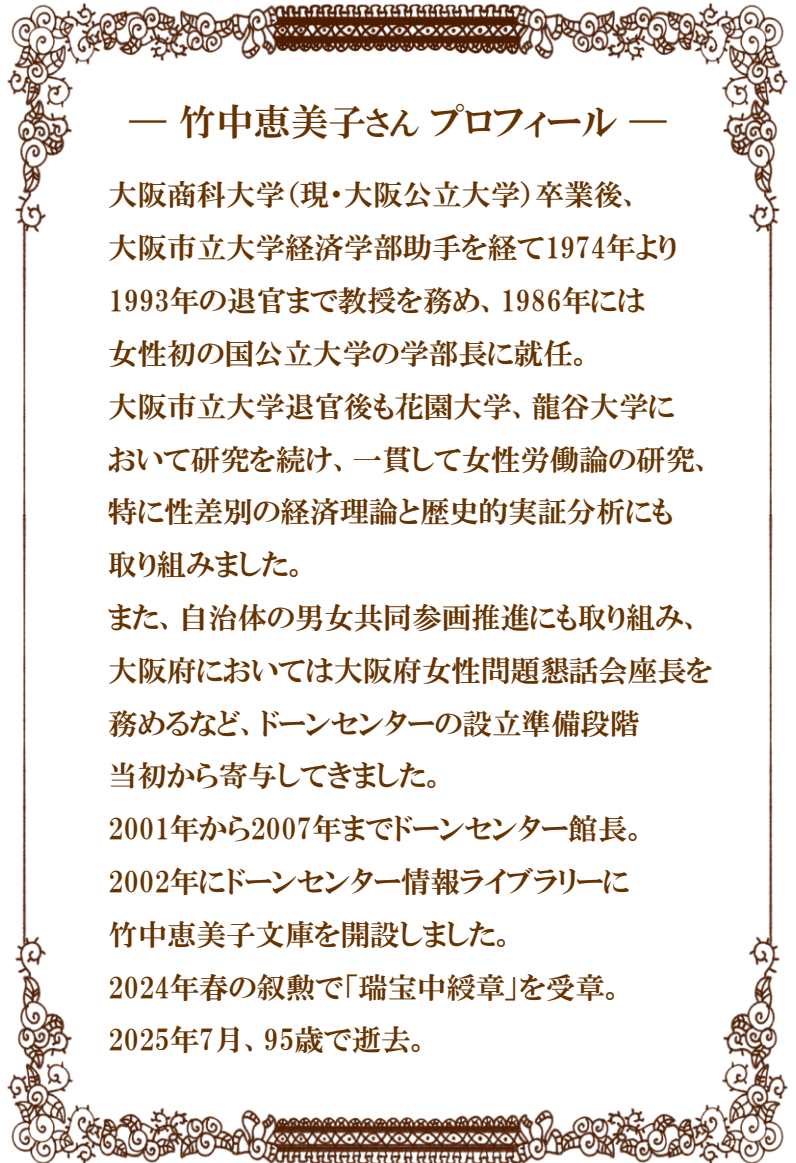 ― 竹中恵美子さん プロフィール ―
大阪商科大学（現・大阪公立大学）卒業後、
大阪市立大学経済学部助手を経て1974年より
1993年の退官まで教授を務め、1986年には
女性初の国公立大学の学部長に就任。
大阪市立大学退官後も花園大学、龍谷大学に
おいて研究を続け、一貫して女性労働論の研究、
特に性差別の経済理論と歴史的実証分析にも
取り組みました。
また、自治体の男女共同参画推進にも取り組み、
大阪府においては大阪府女性問題懇話会座長を
務めるなど、ドーンセンターの設立準備段階
当初から寄与してきました。
2001年から2007年までドーンセンター館長。
2002年にドーンセンター情報ライブラリーに
竹中恵美子文庫を開設しました。
2024年春の叙勲で「瑞宝中綬章」を受章。
2025年7月、95歳で逝去。